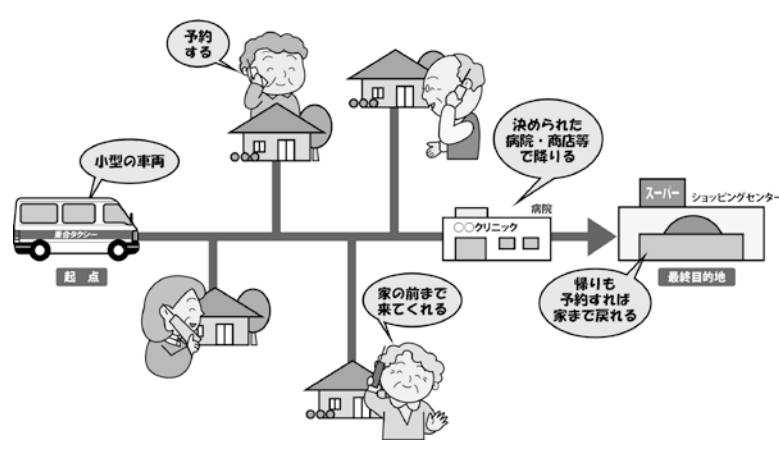 予約
する
小型の車両
乗合タクシー
起　点
決められた
病院・商店等
で降りる
病院
○○クリニック
スーパー
ショッピングセンター
最終目的地
家の前まで
来てくれる
帰りも
予約すれば
家まで戻れる